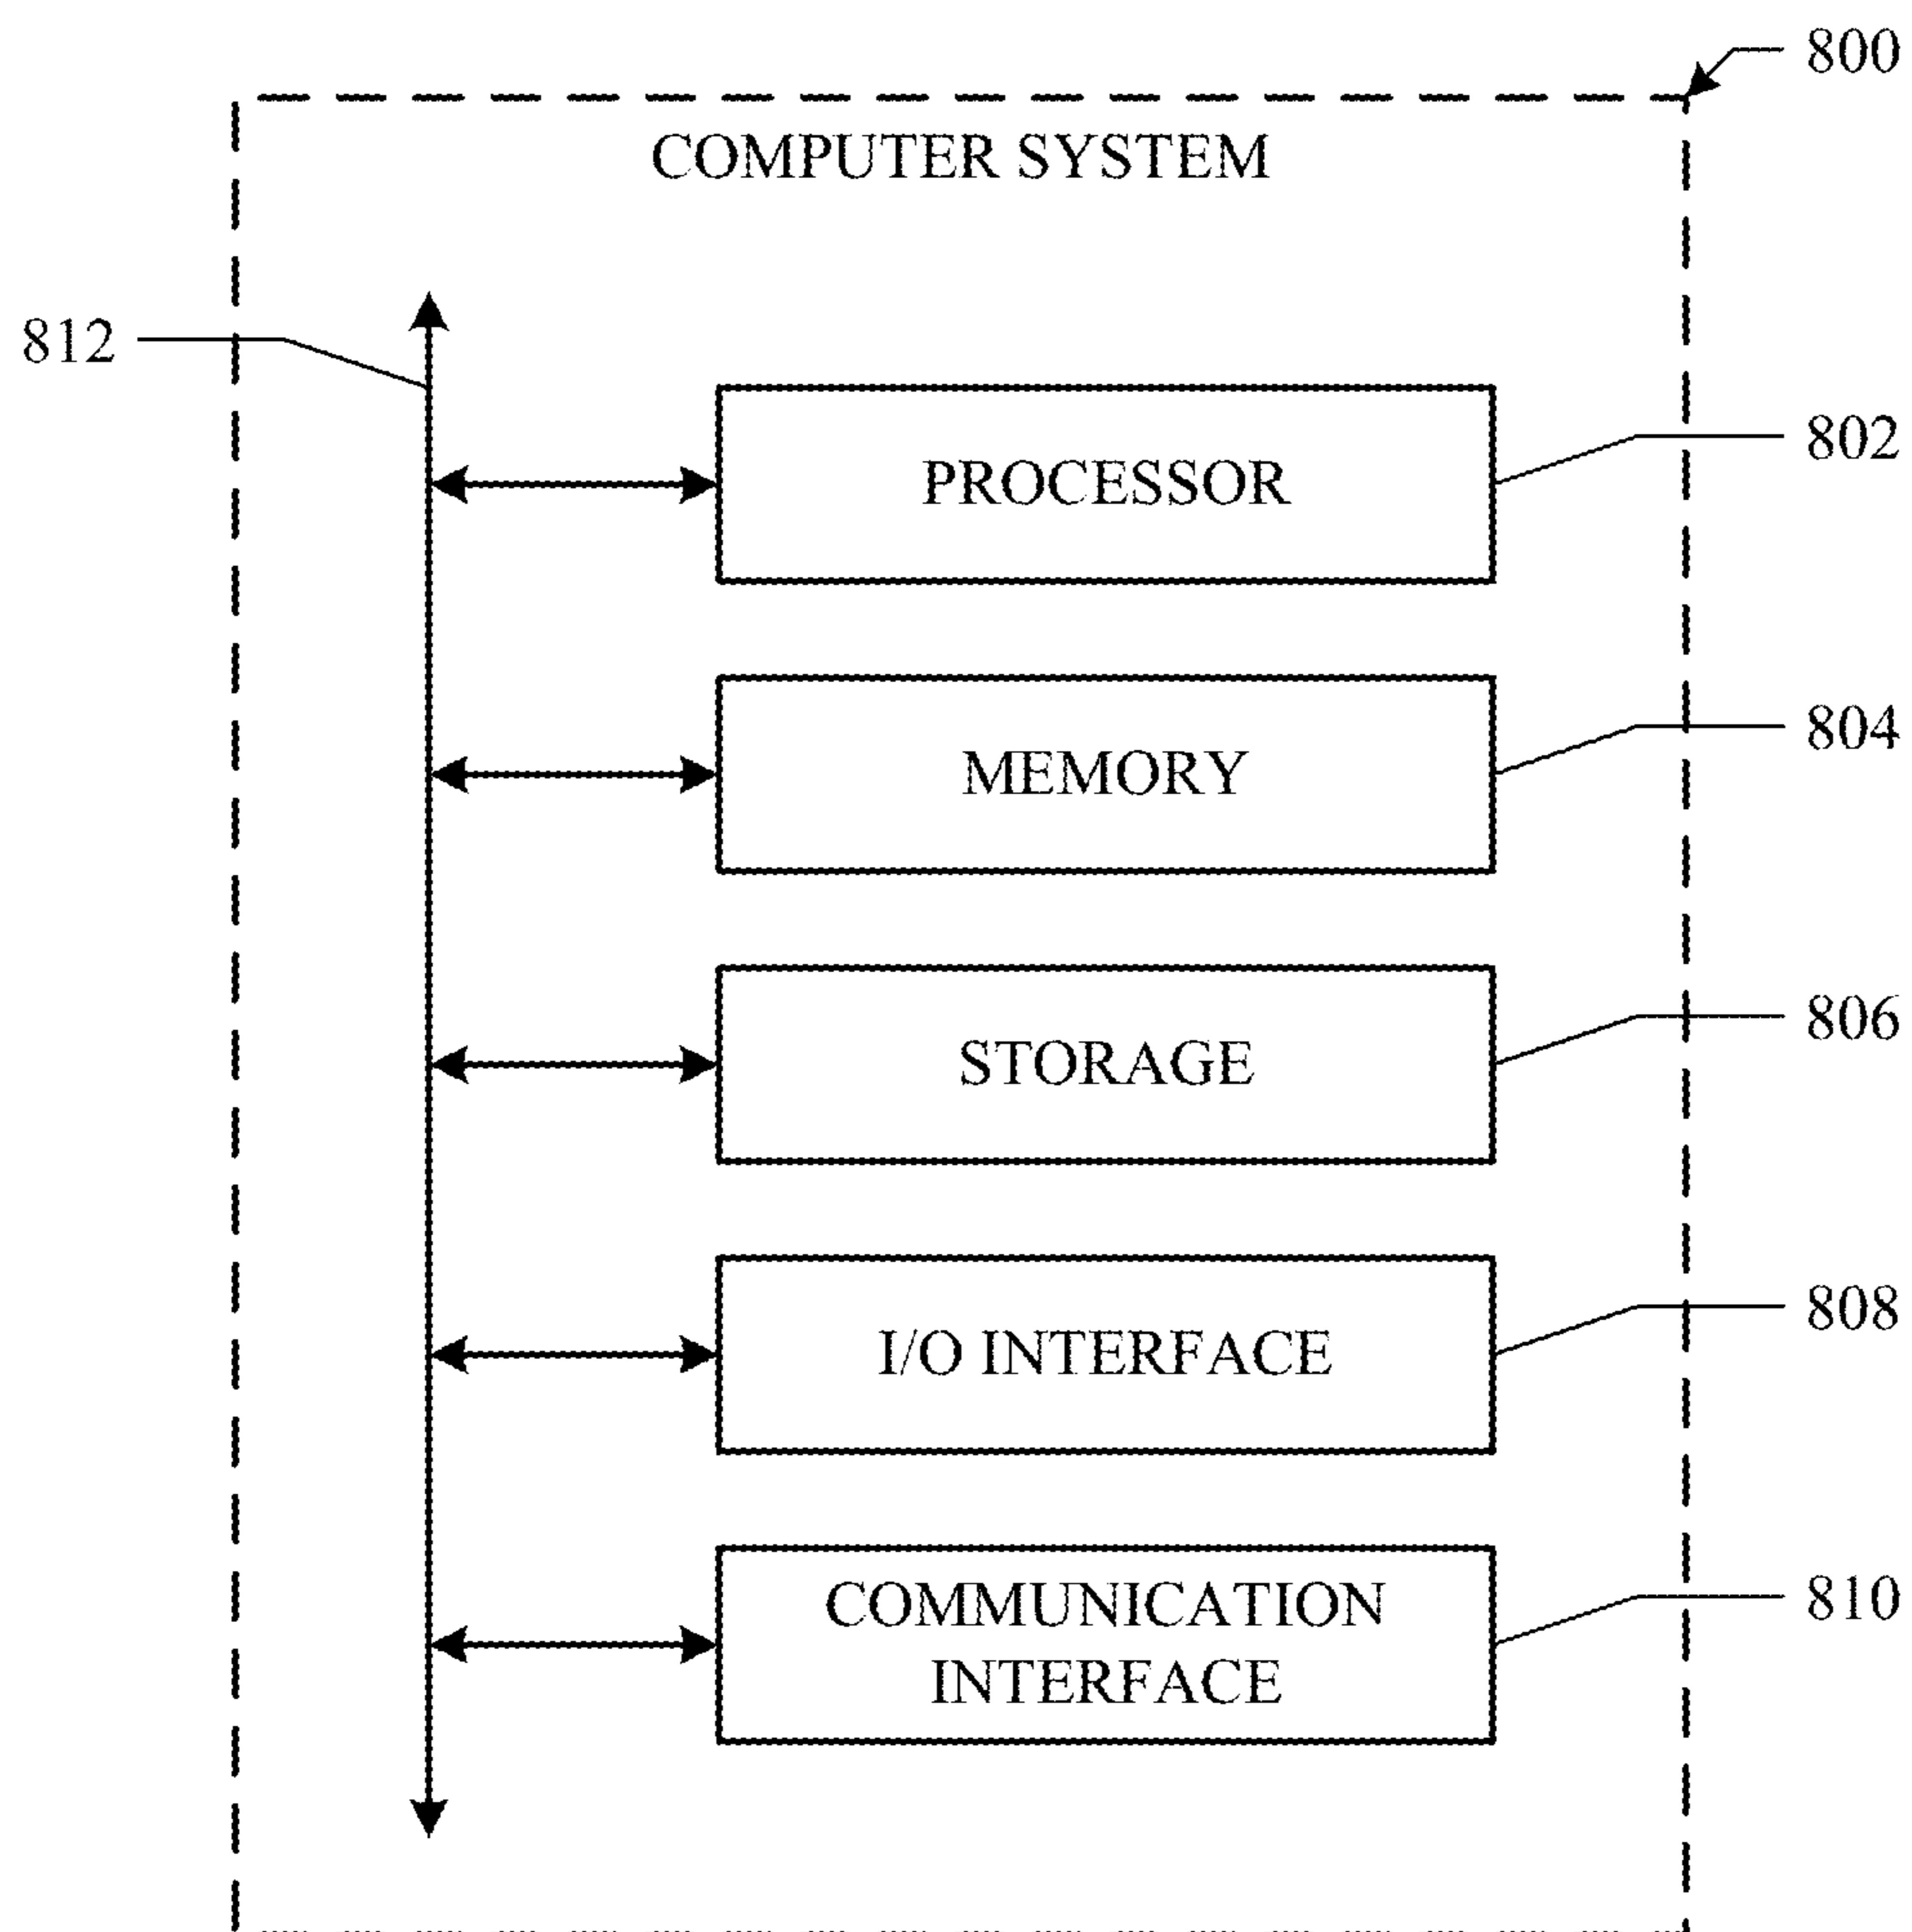 800
COMPUTER SYSTEM
812
802
PROCESSOR
804
MEMORY
806
STORAGE
808
I/O INTERFACE
810
COMMUNICATION
INTERFACE